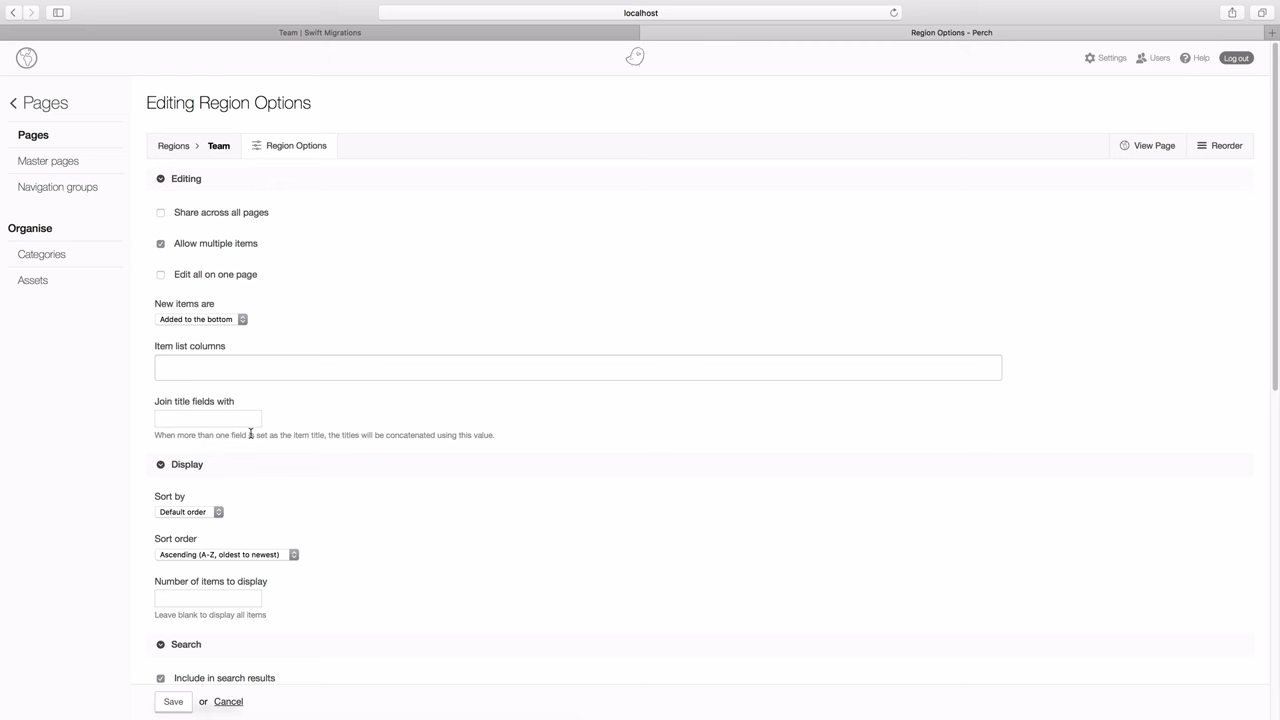 localhost
Team | Swift Migrations
Region Options - Perch
Settings
Users
Help
Log out
Pages
Editing Region Options
Pages
Master pages
Navigation groups
Organise
Categories
Assets
Regions > Team
Region Options
View Page
Reorder
Editing
Share across all pages
Allow multiple items
Edit all on one page
New items are
Added to the bottom
Item list columns
Join title fields with
When more than one field is set as the item title, the titles will be concatenated using this value.
Display
Sort by
Default order
Sort order
Ascending (A-Z, oldest to newest)
Number of items to display
Leave blank to display all items
Search
Include in search results
Save or Cancel